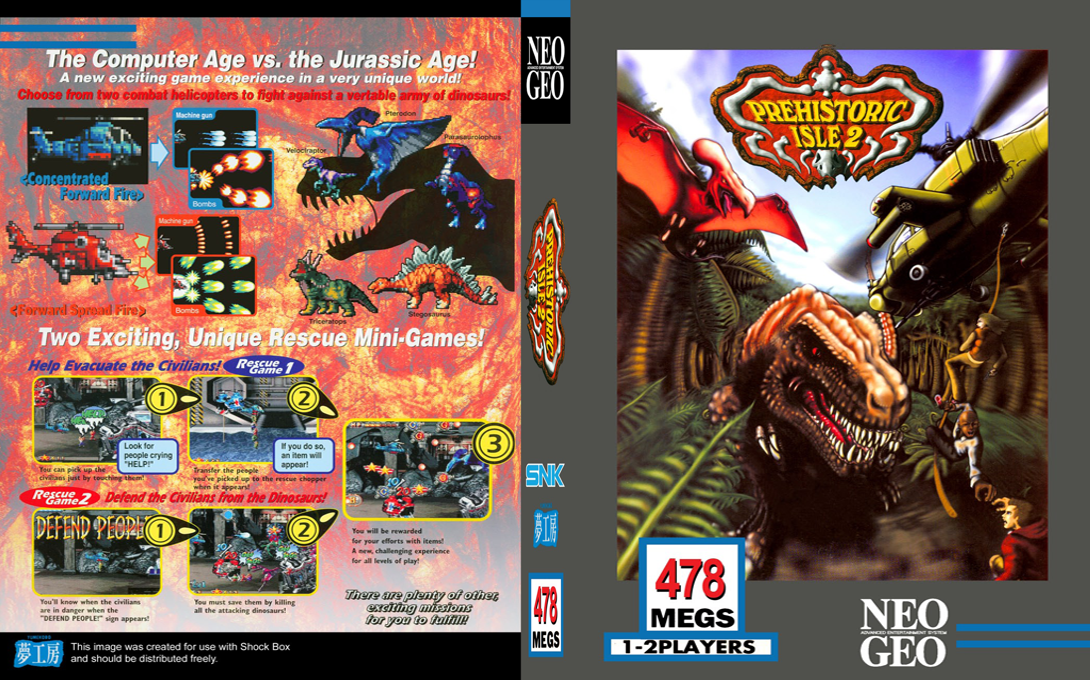 The Computer Age vs. the Jurassic Age!
A new exciting game experience in a very unique world!
Choose from two combat helicopters to fight against a vertable army of dinosaurs!
Machine gun
Bombs
<Concentrated
Forward Fire>
Machine gun
Bombs
<Forward Spread Fire>
Pterodon
Velociraptor
Parasaurolophus
Triceratops
Stegosaurus
Two Exciting, Unique Rescue Mini-Games!
Help Evacuate the Civilians!
Rescue
Game 1
1
Look for
people crying
"HELP!"
You can pick up the
civilians just by touching them!
2
If you do so,
an item will
appear!
Transfer the people
you've picked up to the rescue chopper
when it appears!
3
You will be rewarded
for your efforts with items!
A new, challenging experience
for all levels of play!
Rescue
Game 2
Defend the Civilians from the Dinosaurs!
DEFEND PEOPL
1
You'll know when the civilians
are in danger when the
"DEFEND PEOPLE!" sign appears!
2
You must save them by killing
all the attacking dinosaurs!
There are plenty of other,
exciting missions
for you to fulfill!
YUMEKOBO
夢工房
This image was created for use with Shock Box
and should be distributed freely.
NEO
ADVANCED ENTERTAINMENT SYSTEM
GEO
PREHISTORIC
ISLE 2
SNK
夢工房
478
MEGS
PREHISTORIC
ISLE 2
478
MEGS
1-2PLAYERS
NEO
ADVANCED ENTERTAINMENT SYSTEM
GEO